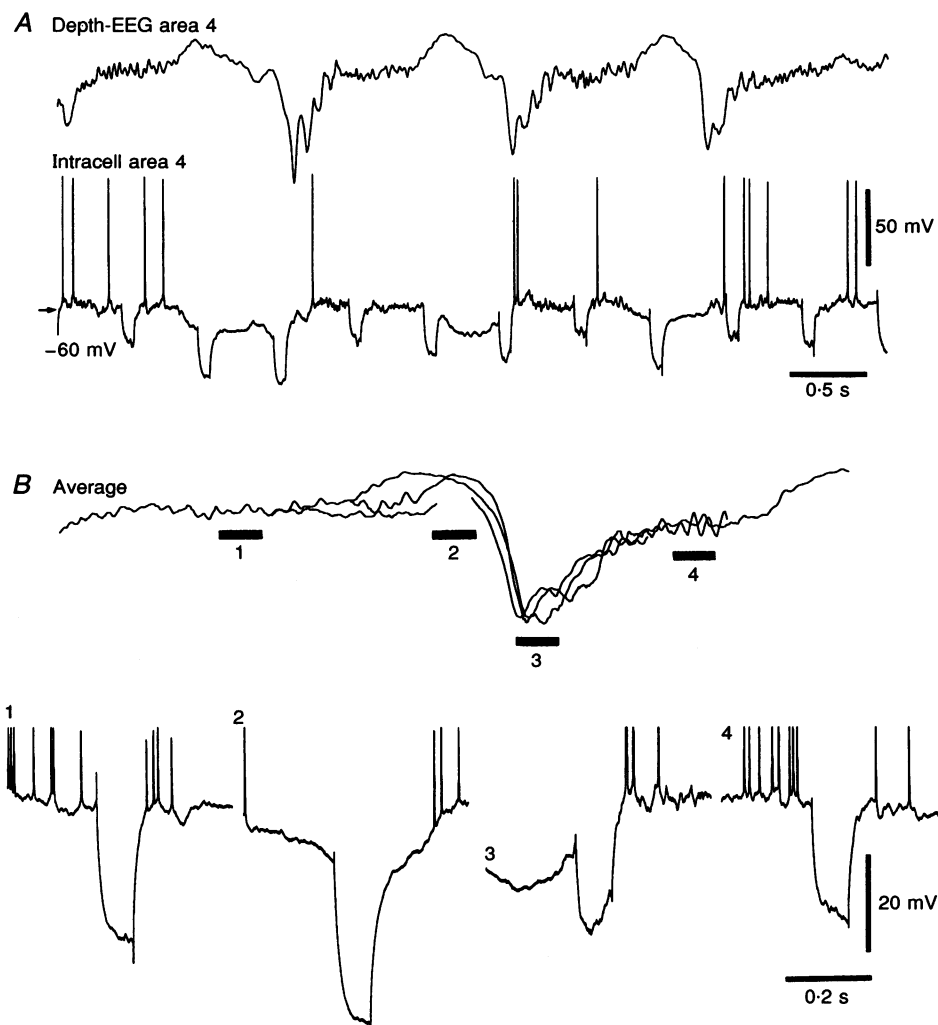 A Depth-EEG area 4
Intracell area 4
50 mV
−60 mV
0·5 s
B Average
1
2
4
3
1
2
4
3
20 mV
0·2 s